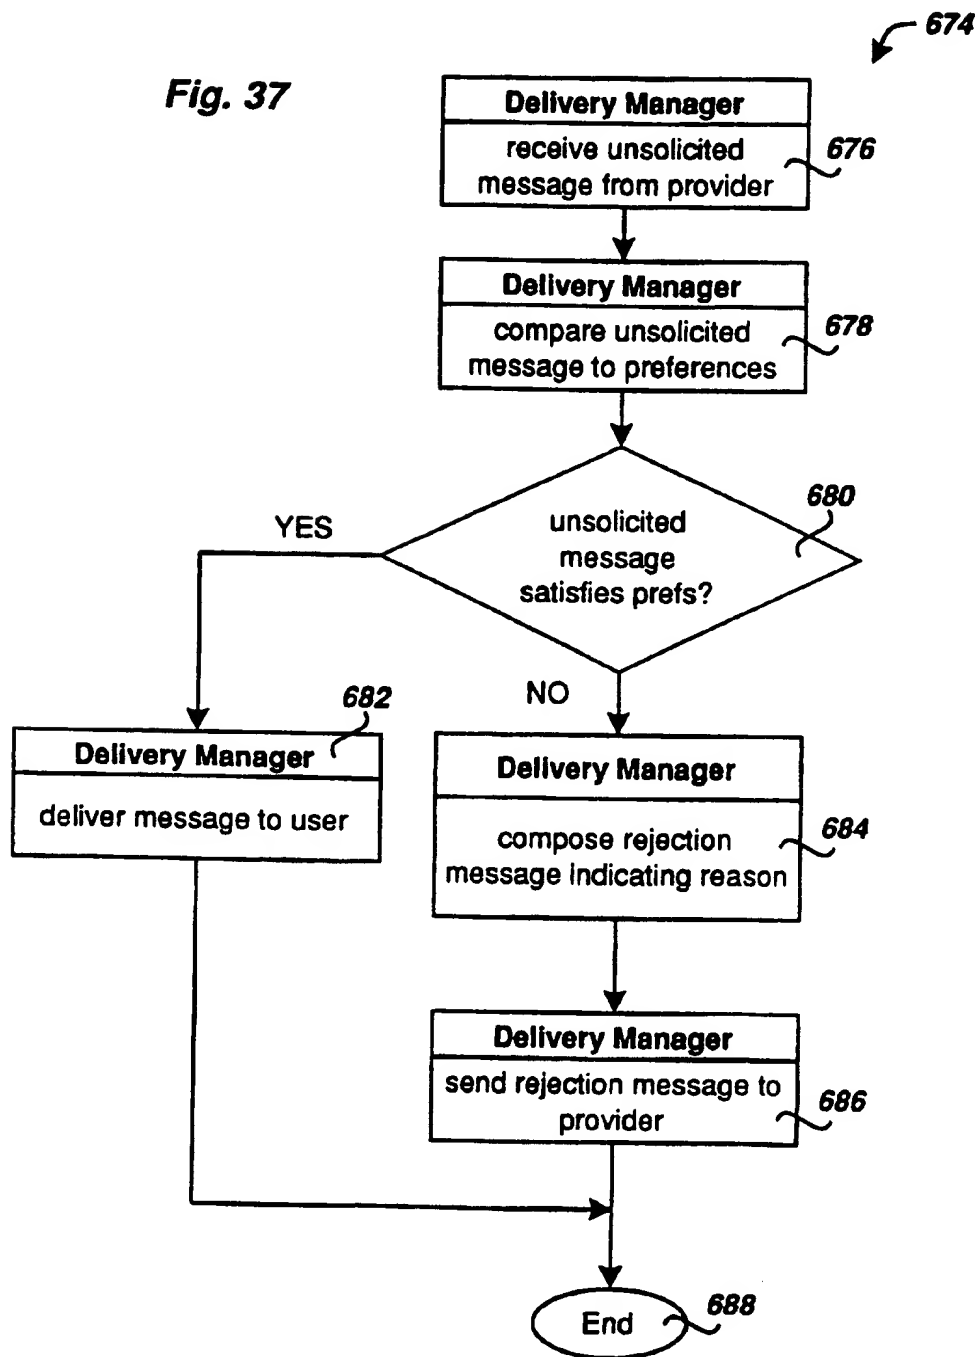 674
Fig. 37
Delivery Manager
receive unsolicited
message from provider
676
Delivery Manager
compare unsolicited
message to preferences
678
unsolicited
message
satisfies prefs?
680
YES
NO
682
Delivery Manager
deliver message to user
Delivery Manager
compose rejection
message indicating reason
684
Delivery Manager
send rejection message to
provider
686
End
688